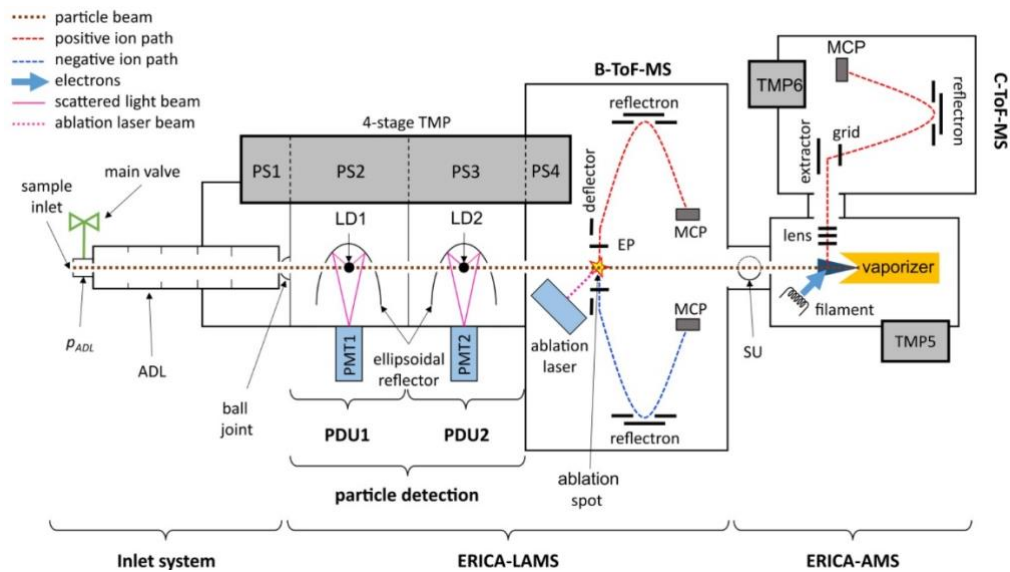 particle beam
positive ion path
negative ion path
electrons
scattered light beam
ablation laser beam
4-stage TMP
PS1
PS2
PS3
PS4
main valve
sample
inlet
LD1
LD2
p_ADL
ADL
ball
joint
PMT1
PMT2
ellipsoidal
reflector
PDU1
PDU2
particle detection
B-ToF-MS
reflectron
deflector
EP
MCP
MCP
ablation
laser
reflectron
ablation
spot
MCP
TMP6
reflectron
C-ToF-MS
extractor
grid
lens
vaporizer
filament
SU
TMP5
Inlet system
ERICA-LAMS
ERICA-AMS